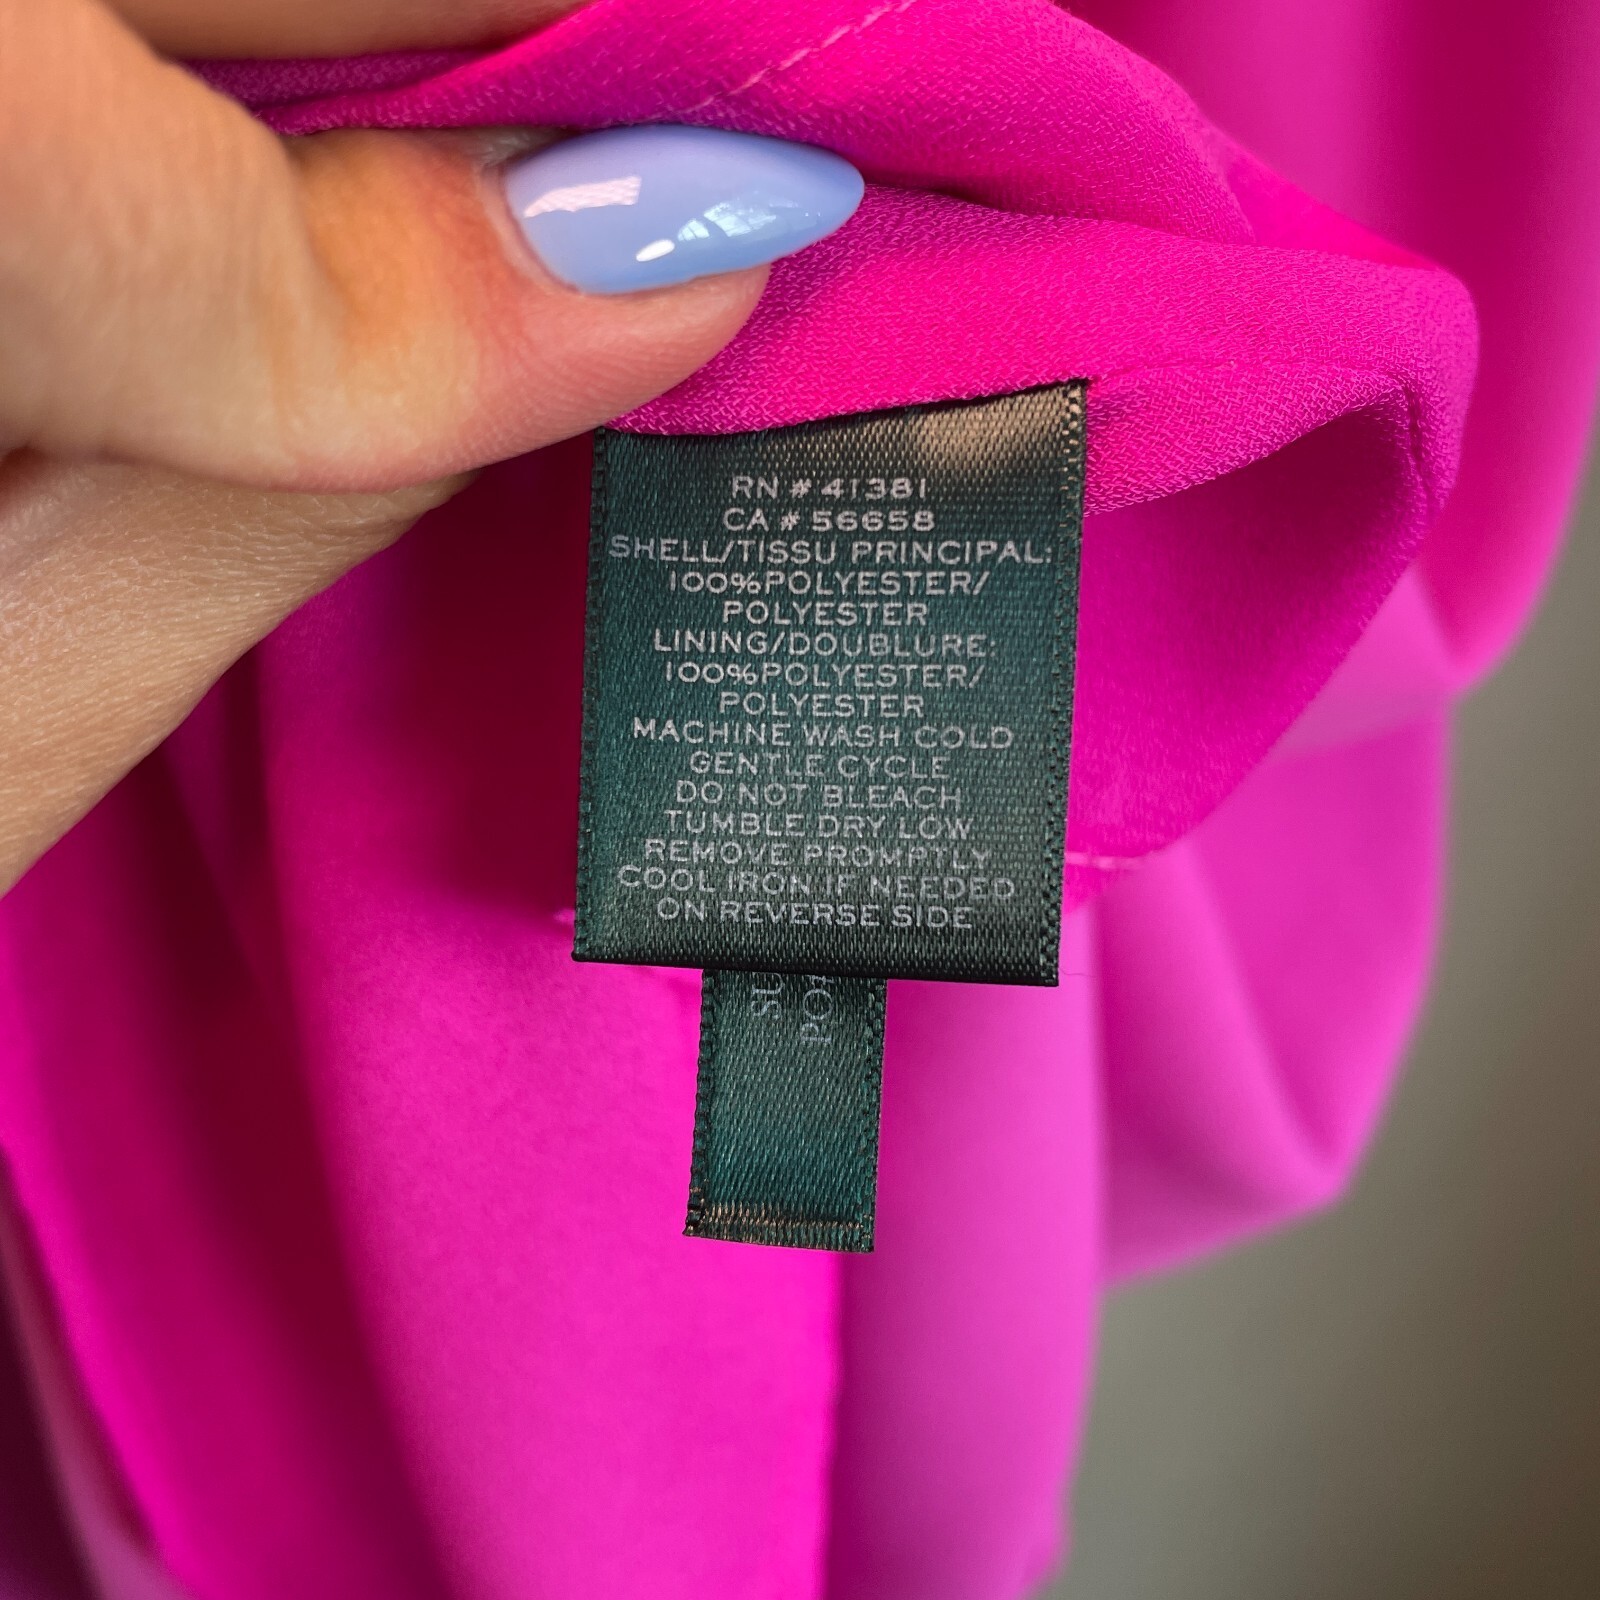 RN # 41381
CA # 56658
SHELL/TISSU PRINCIPAL:
100%POLYESTER/
POLYESTER
LINING/DOUBLURE:
100%POLYESTER/
POLYESTER
MACHINE WASH COLD
GENTLE CYCLE
DO NOT BLEACH
TUMBLE DRY LOW
REMOVE PROMPTLY
COOL IRON IF NEEDED
ON REVERSE SIDE